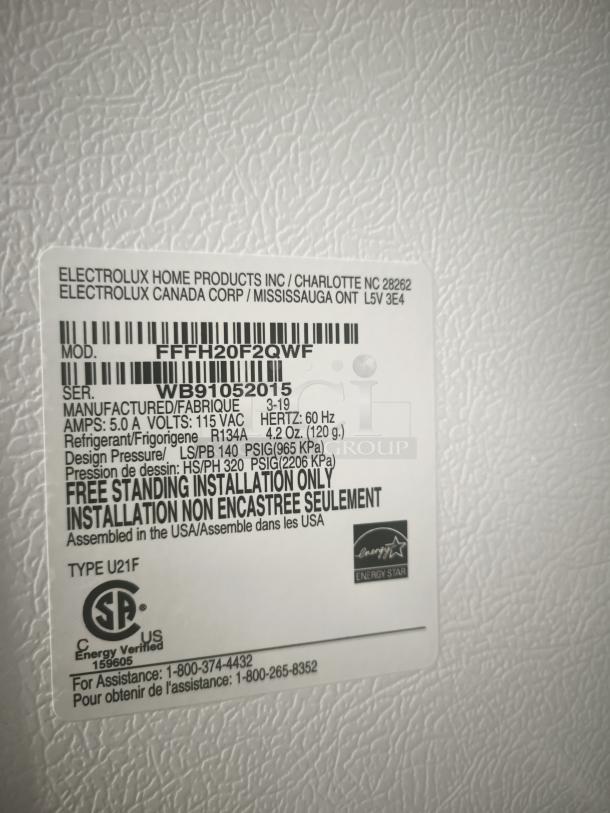 ELECTROLUX HOME PRODUCTS INC / CHARLOTTE NC 28262
ELECTROLUX CANADA CORP / MISSISSAUGA ONT L5V 3E4
MOD. FFFH20F2QWF
SER. WB91052015
MANUFACTURED/FABRIQUE 3-19
AMPS: 5.0 A VOLTS: 115 VAC HERTZ: 60 Hz
Refrigerant/Frigorigene R134A 4.2 Oz. (120 g.)
Design Pressure/ LS/PB 140 PSIG(965 KPa)
Pression de dessin: HS/PH 320 PSIG(2206 KPa)
FREE STANDING INSTALLATION ONLY
INSTALLATION NON ENCASTREE SEULEMENT
Assembled in the USA/Assemble dans les USA
energy
ENERGY STAR
TYPE U21F
SA
C US
Energy Verified
159605
For Assistance: 1-800-374-4432
Pour obtenir de l'assistance: 1-800-265-8352
GROUP